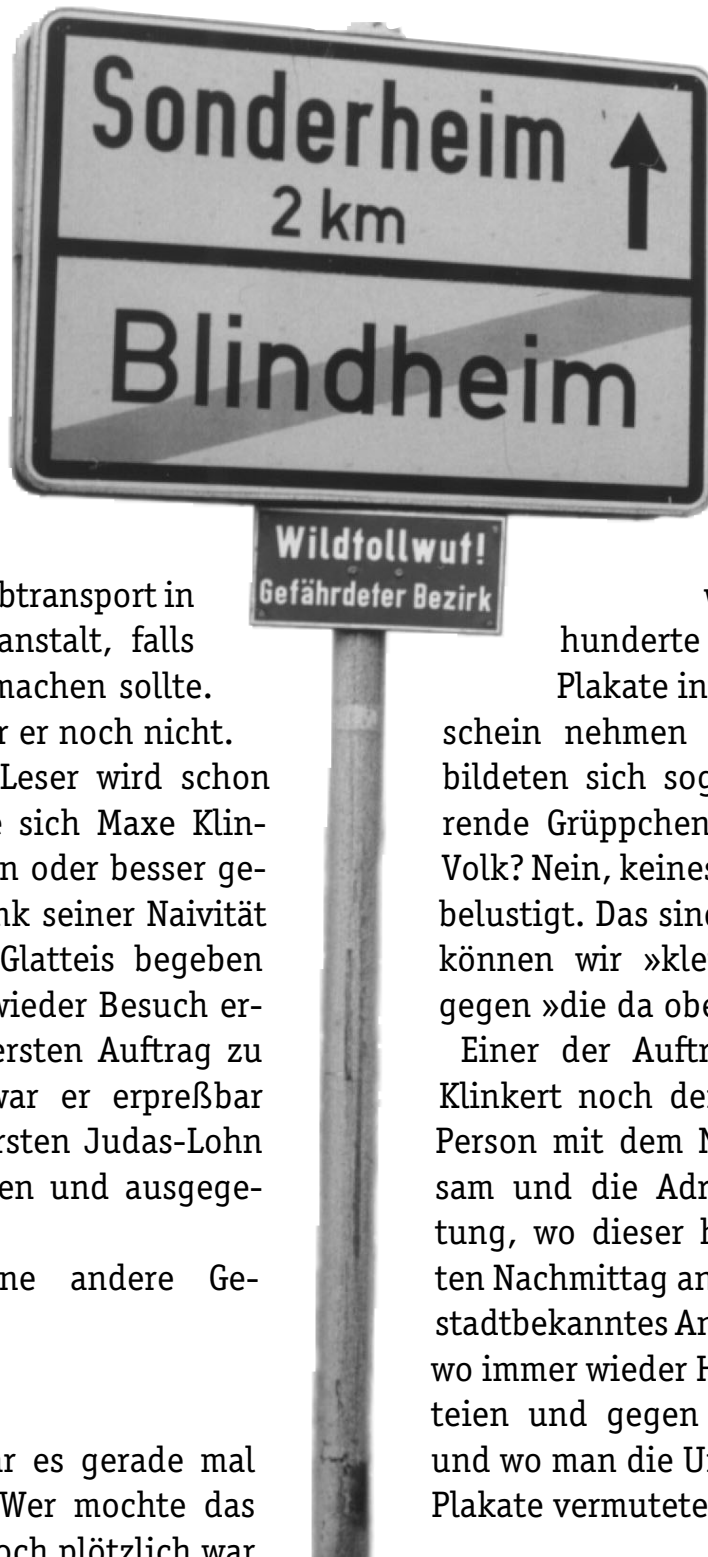 Sonderheim
2 km
Blindheim
Wildtollwut!
Gefährdeter Bezirk
btransport in
anstalt, falls
machen sollte.
r er noch nicht.
Leser wird schon
e sich Maxe Klin-
n oder besser ge-
nk seiner Naivität
Glatteis begeben
wieder Besuch er-
ersten Auftrag zu
war er erpreßbar
rsten Judas-Lohn
en und ausgege-
ne andere Ge-
r es gerade mal
Wer mochte das
och plötzlich war
hunderte
Plakate in
schein nehmen
bildeten sich sog
rende Grüppchen
Volk? Nein, keines
belustigt. Das sind
können wir »kle
gegen »die da obe
Einer der Auftr
Klinkert noch de
Person mit dem N
sam und die Adr
tung, wo dieser h
ten Nachmittag an
stadtbekanntes An
wo immer wieder H
teien und gegen
und wo man die U
Plakate vermutete